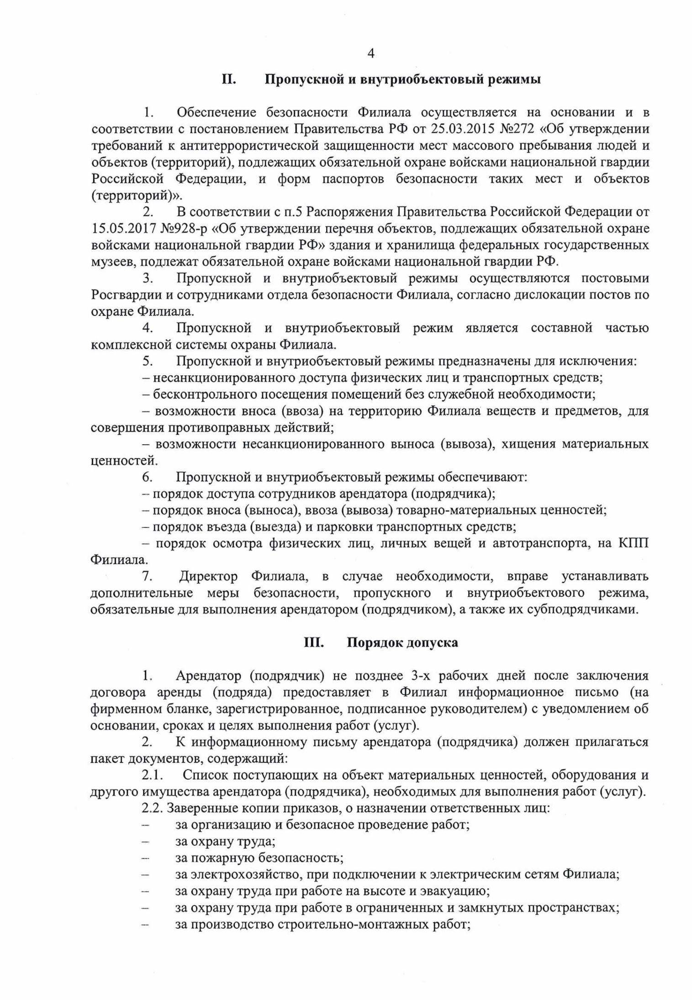 4
II. Пропускной и внутриобъектовый режимы
1. Обеспечение безопасности Филиала осуществляется на основании и в
соответствии с постановлением Правительства РФ от 25.03.2015 №272 «Об утверждении
требований к антитеррористической защищенности мест массового пребывания людей и
объектов (территорий), подлежащих обязательной охране войсками национальной гвардии
Российской Федерации, и форм паспортов безопасности таких мест и объектов
(территорий)».
2. В соответствии с п.5 Распоряжения Правительства Российской Федерации от
15.05.2017 №928-р «Об утверждении перечня объектов, подлежащих обязательной охране
войсками национальной гвардии РФ» здания и хранилища федеральных государственных
музеев, подлежат обязательной охране войсками национальной гвардии РФ.
3. Пропускной и внутриобъектовый режимы осуществляются постовыми
Росгвардии и сотрудниками отдела безопасности Филиала, согласно дислокации постов по
охране Филиала.
4. Пропускной и внутриобъектовый режим является составной частью
комплексной системы охраны Филиала.
5. Пропускной и внутриобъектовый режимы предназначены для исключения:
– несанкционированного доступа физических лиц и транспортных средств;
– бесконтрольного посещения помещений без служебной необходимости;
– возможности вноса (ввоза) на территорию Филиала веществ и предметов, для
совершения противоправных действий;
– возможности несанкционированного выноса (вывоза), хищения материальных
ценностей.
6. Пропускной и внутриобъектовый режимы обеспечивают:
– порядок доступа сотрудников арендатора (подрядчика);
– порядок вноса (выноса), ввоза (вывоза) товарно-материальных ценностей;
– порядок въезда (выезда) и парковки транспортных средств;
– порядок осмотра физических лиц, личных вещей и автотранспорта, на КПП
Филиала.
7. Директор Филиала, в случае необходимости, вправе устанавливать
дополнительные меры безопасности, пропускного и внутриобъектового режима,
обязательные для выполнения арендатором (подрядчиком), а также их субподрядчиками.
III. Порядок допуска
1. Арендатор (подрядчик) не позднее 3-х рабочих дней после заключения
договора аренды (подряда) предоставляет в Филиал информационное письмо (на
фирменном бланке, зарегистрированное, подписанное руководителем) с уведомлением об
основании, сроках и целях выполнения работ (услуг).
2. К информационному письму арендатора (подрядчика) должен прилагаться
пакет документов, содержащий:
2.1. Список поступающих на объект материальных ценностей, оборудования и
другого имущества арендатора (подрядчика), необходимых для выполнения работ (услуг).
2.2. Заверенные копии приказов, о назначении ответственных лиц:
– за организацию и безопасное проведение работ;
– за охрану труда;
– за пожарную безопасность;
– за электрохозяйство, при подключении к электрическим сетям Филиала;
– за охрану труда при работе на высоте и эвакуацию;
– за охрану труда при работе в ограниченных и замкнутых пространствах;
– за производство строительно-монтажных работ;